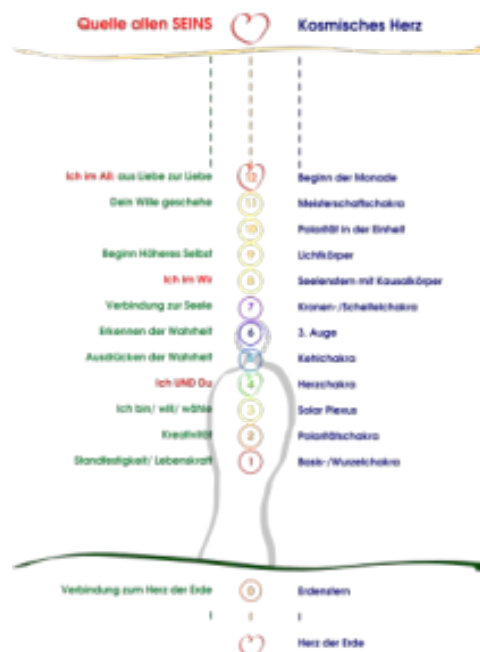 Quelle allen SEINS Kosmisches Herz
Ich im All: aus Liebe zur Liebe 12 Beginn der Monade
Dein Wille geschehe 11 Meisterschaftschakra
10 Polarität in der Einheit
Beginn Höheres Selbst 9 Lichtkörper
Ich im Wir 8 Seelenstern mit Kausalkörper
Verbindung zur Seele 7 Kronen-/Scheitelchakra
Erkennen der Wahrheit 6 3. Auge
Ausdrücken der Wahrheit 5 Kehlchakra
Ich UND Du 4 Herzchakra
Ich bin/ will/ wähle 3 Solar Plexus
Kreativität 2 Polaritätschakra
Standfestigkeit/ Lebenskraft 1 Basis-/Wurzelchakra
Verbindung zum Herz der Erde 0 Erdenstern
Herz der Erde